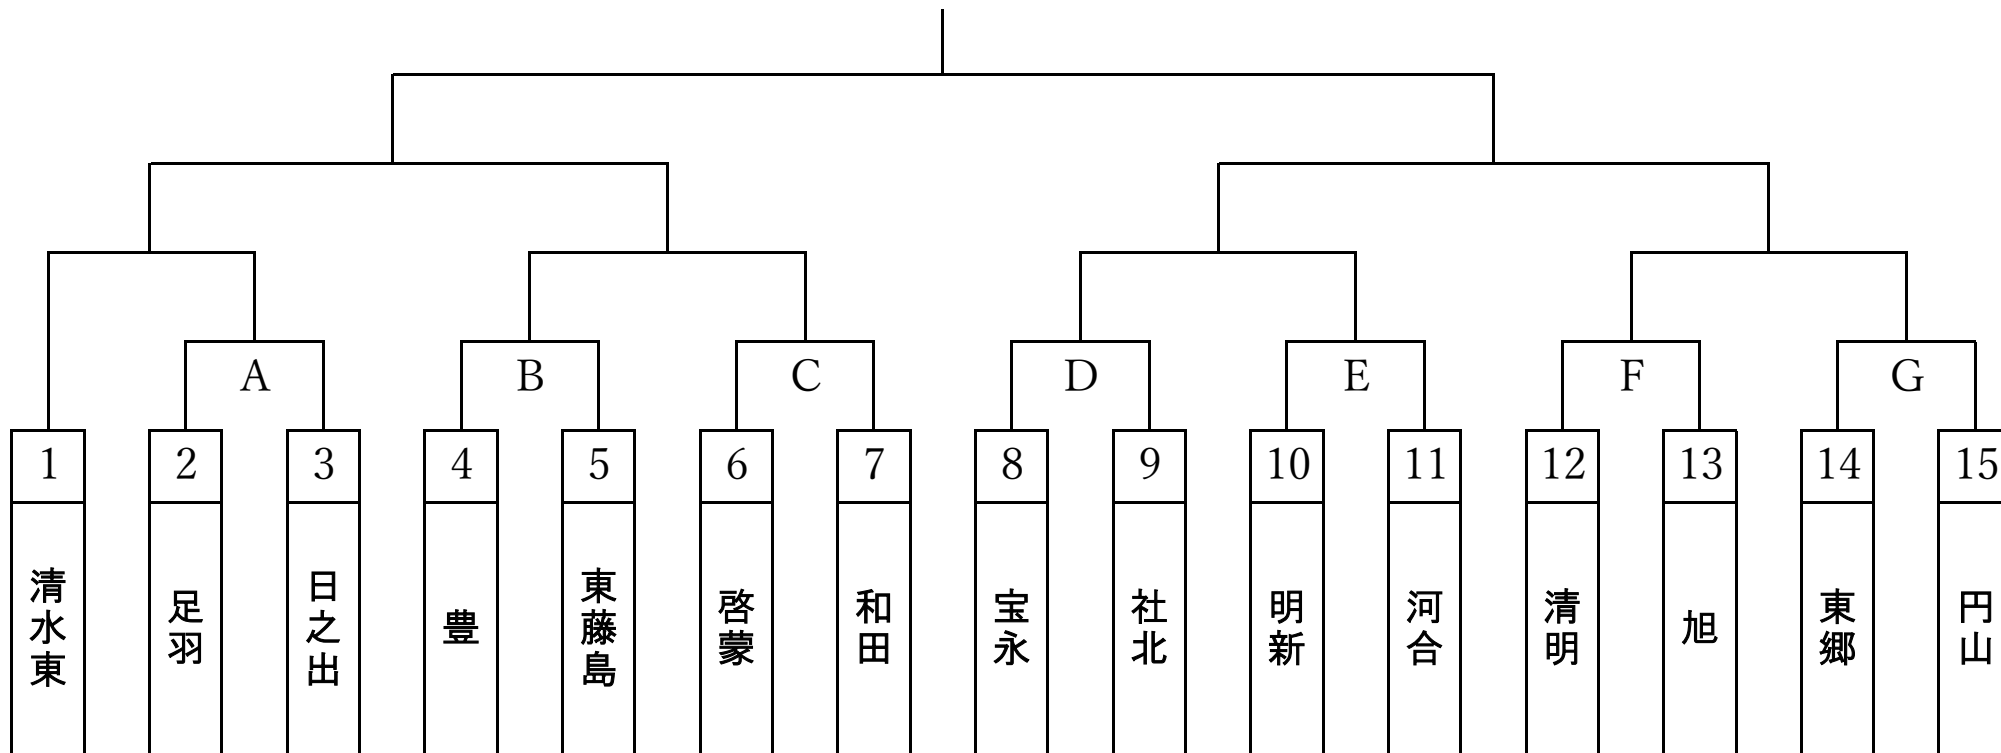 A B C D E F G
1 2 3 4 5 6 7 8 9 10 11 12 13 14 15
清水東
足羽
日之出
豊
東藤島
啓蒙
和田
宝永
社北
明新
河合
清明
旭
東郷
円山